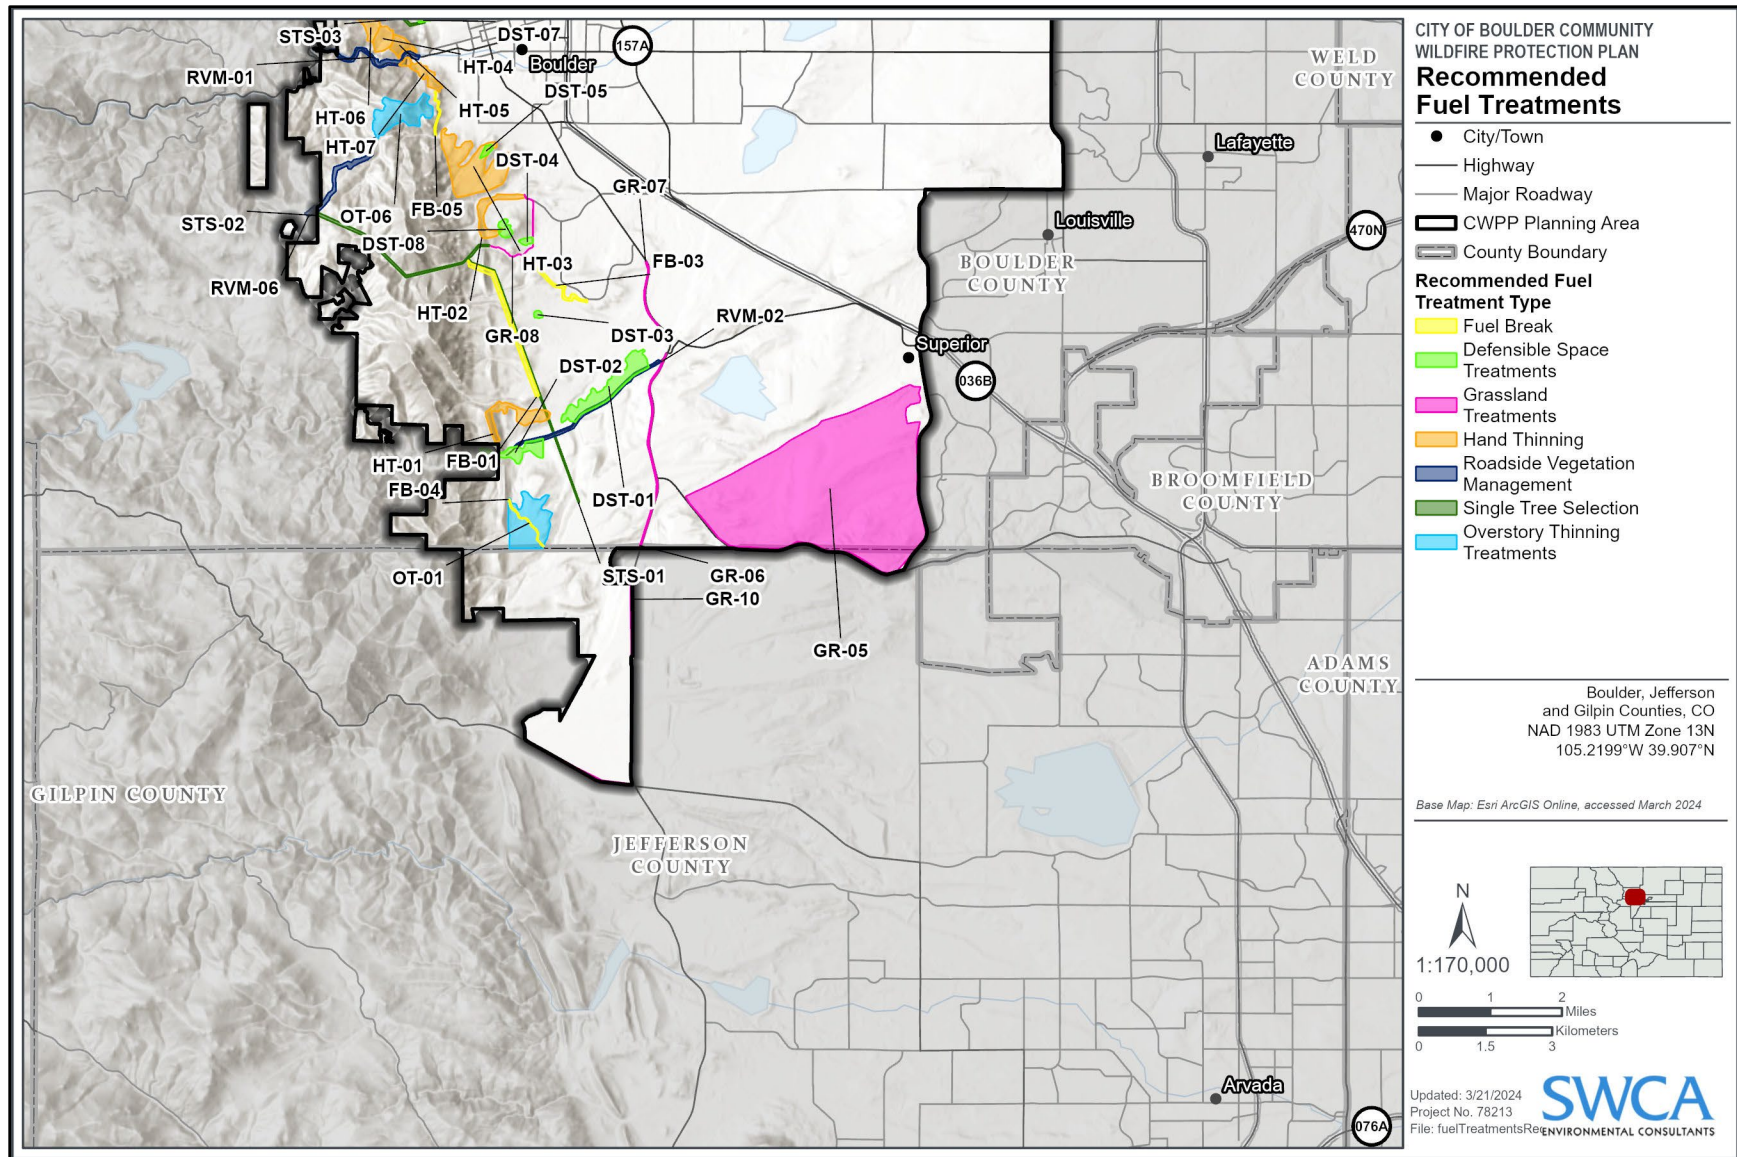 STS-03
DST-07
157A
WELD
COUNTY
RVM-01
HT-04
Boulder
DST-05
HT-06
HT-05
HT-07
DST-04
Lafayette
GR-07
STS-02
OT-06
FB-05
Louisville
470N
DST-08
HT-03
FB-03
BOULDER
COUNTY
RVM-06
HT-02
RVM-02
GR-08
DST-03
Superior
DST-02
036B
HT-01
FB-01
FB-04
DST-01
BROOMFIELD
COUNTY
OT-01
STS-01
GR-06
GR-10
GR-05
ADAMS
COUNTY
GILPIN COUNTY
JEFFERSON
COUNTY
Arvada
076A
CITY OF BOULDER COMMUNITY
WILDFIRE PROTECTION PLAN
Recommended
Fuel Treatments
City/Town
Highway
Major Roadway
CWPP Planning Area
County Boundary
Recommended Fuel
Treatment Type
Fuel Break
Defensible Space
Treatments
Grassland
Treatments
Hand Thinning
Roadside Vegetation
Management
Single Tree Selection
Overstory Thinning
Treatments
Boulder, Jefferson
and Gilpin Counties, CO
NAD 1983 UTM Zone 13N
105.2199°W 39.907°N
Base Map: Esri ArcGIS Online, accessed March 2024
N
1:170,000
0 1 2
Miles
Kilometers
0 1.5 3
Updated: 3/21/2024
Project No. 78213
File: fuelTreatmentsRec
SWCA
ENVIRONMENTAL CONSULTANTS